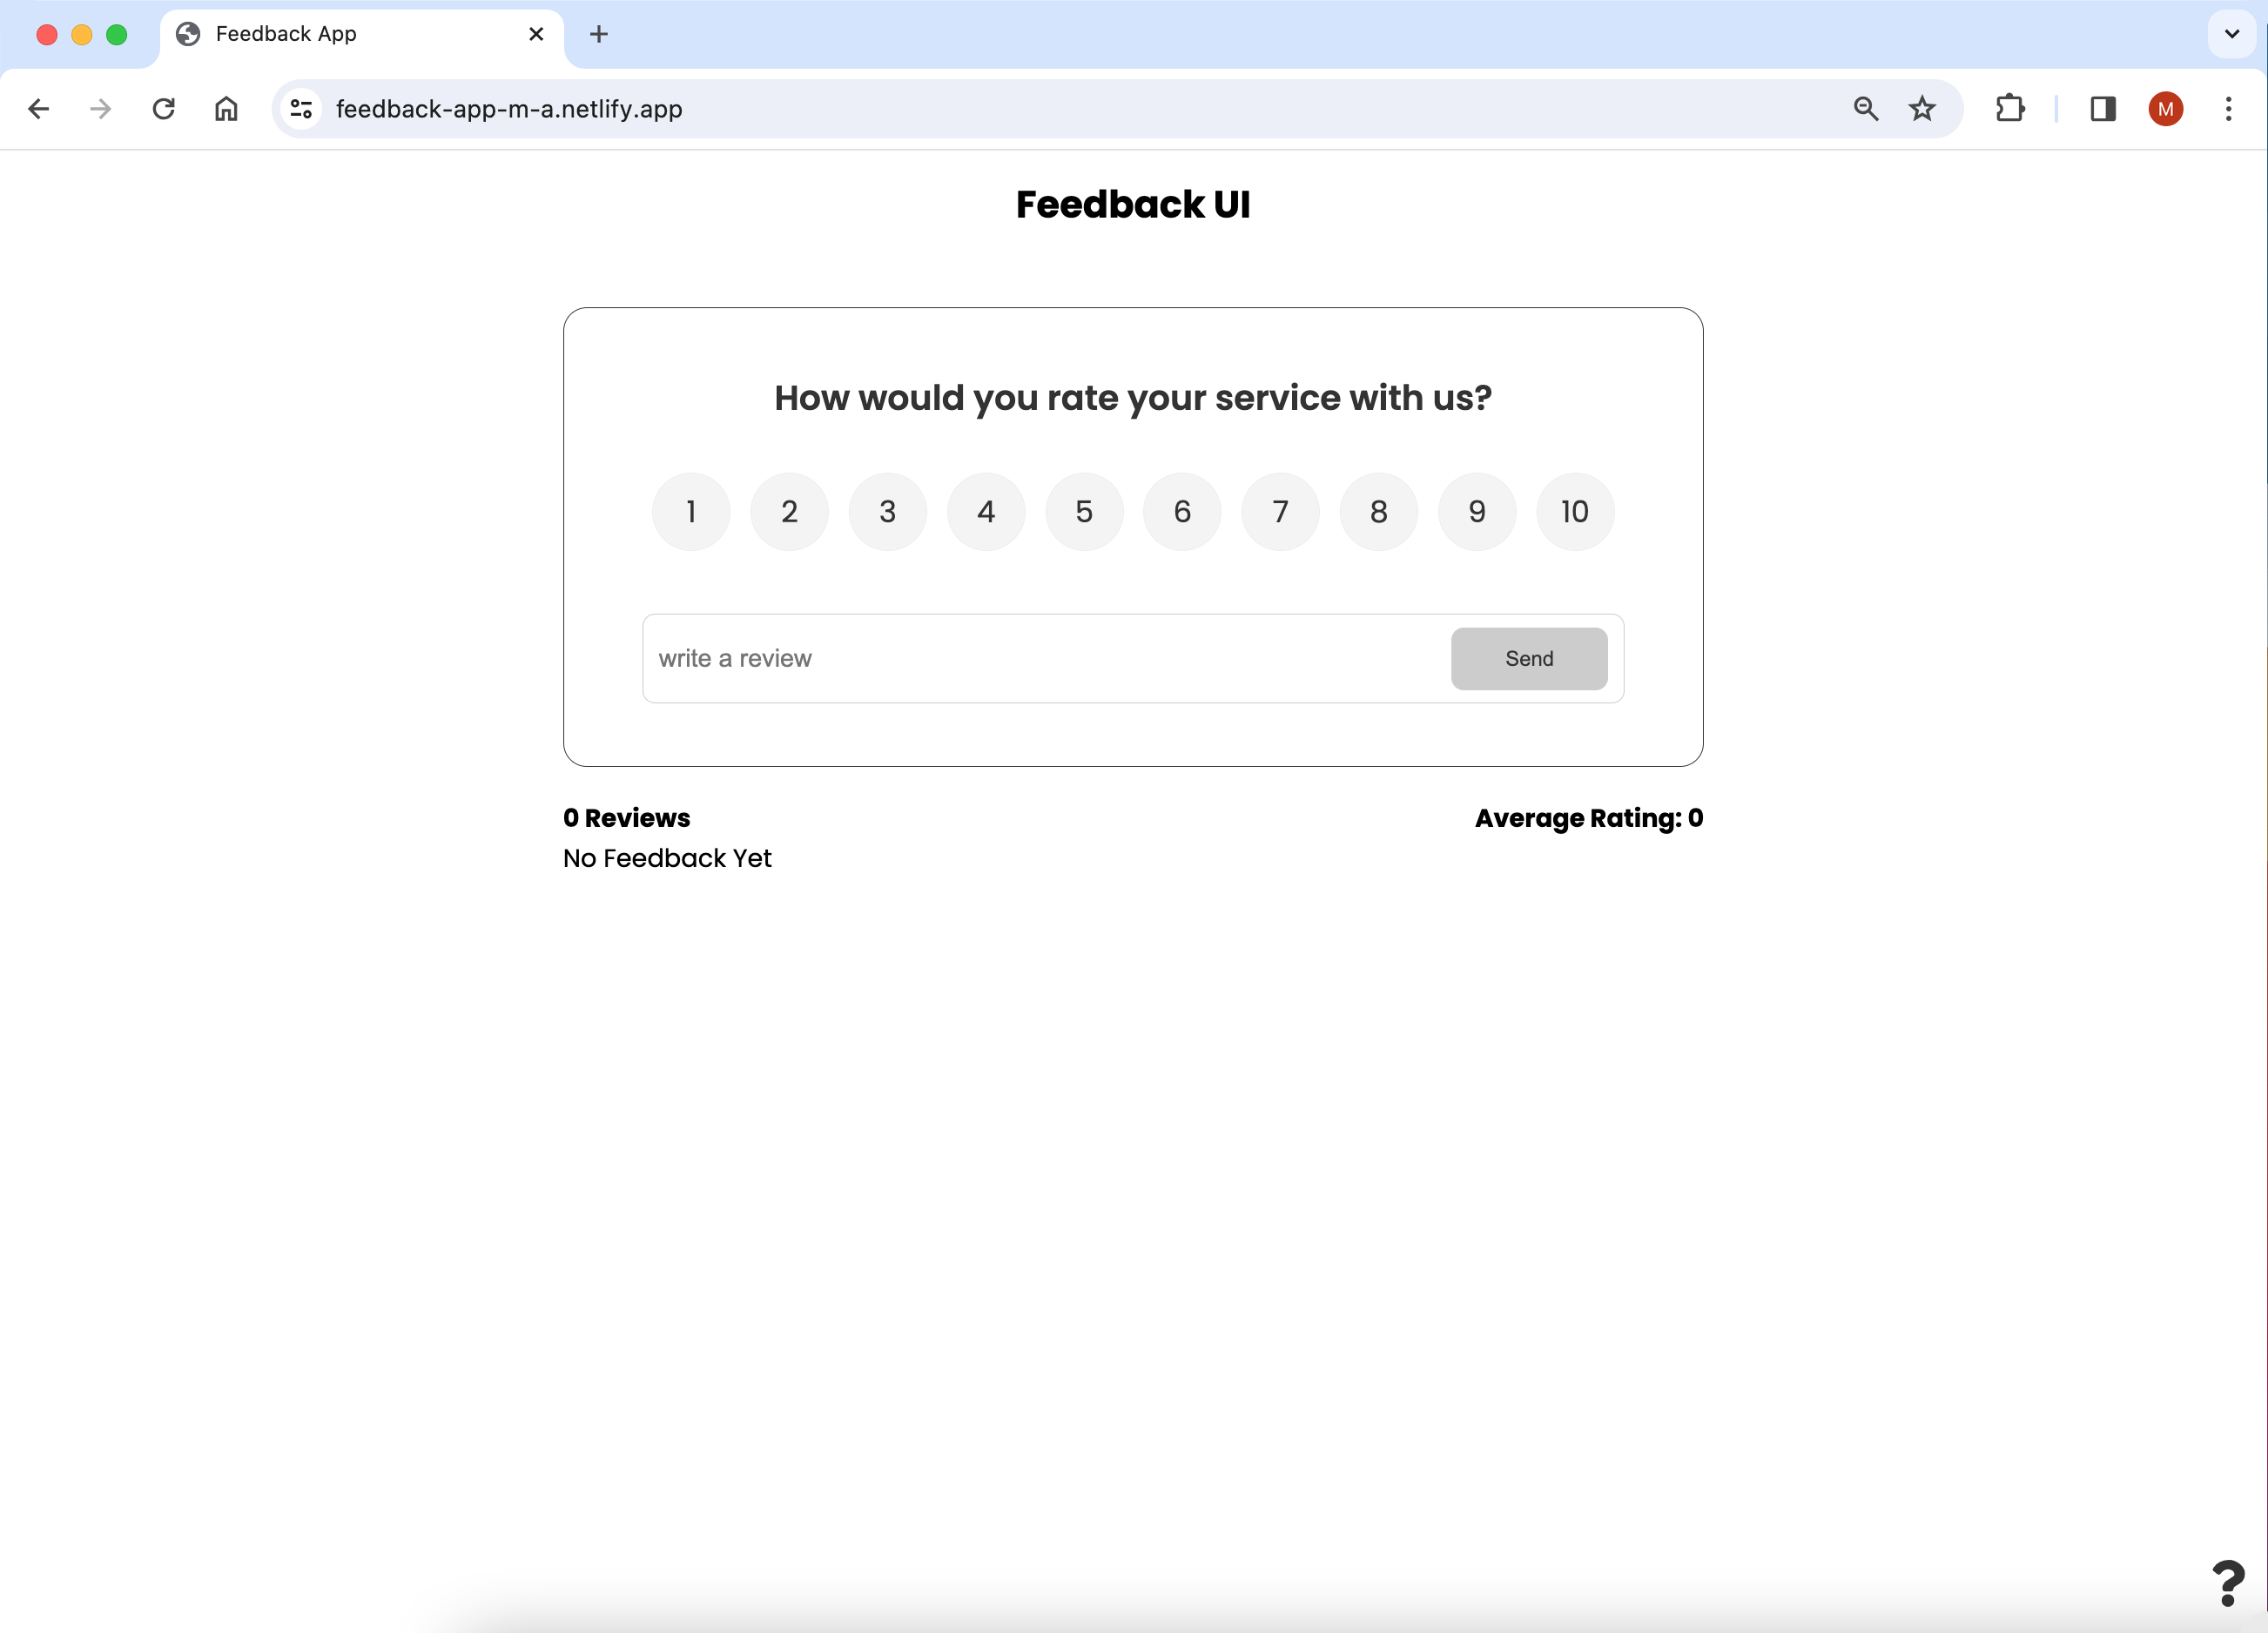 Feedback App
feedback-app-m-a.netlify.app
M
Feedback UI
How would you rate your service with us?
1 2 3 4 5 6 7 8 9 10
write a review
Send
0 Reviews
Average Rating: 0
No Feedback Yet
?